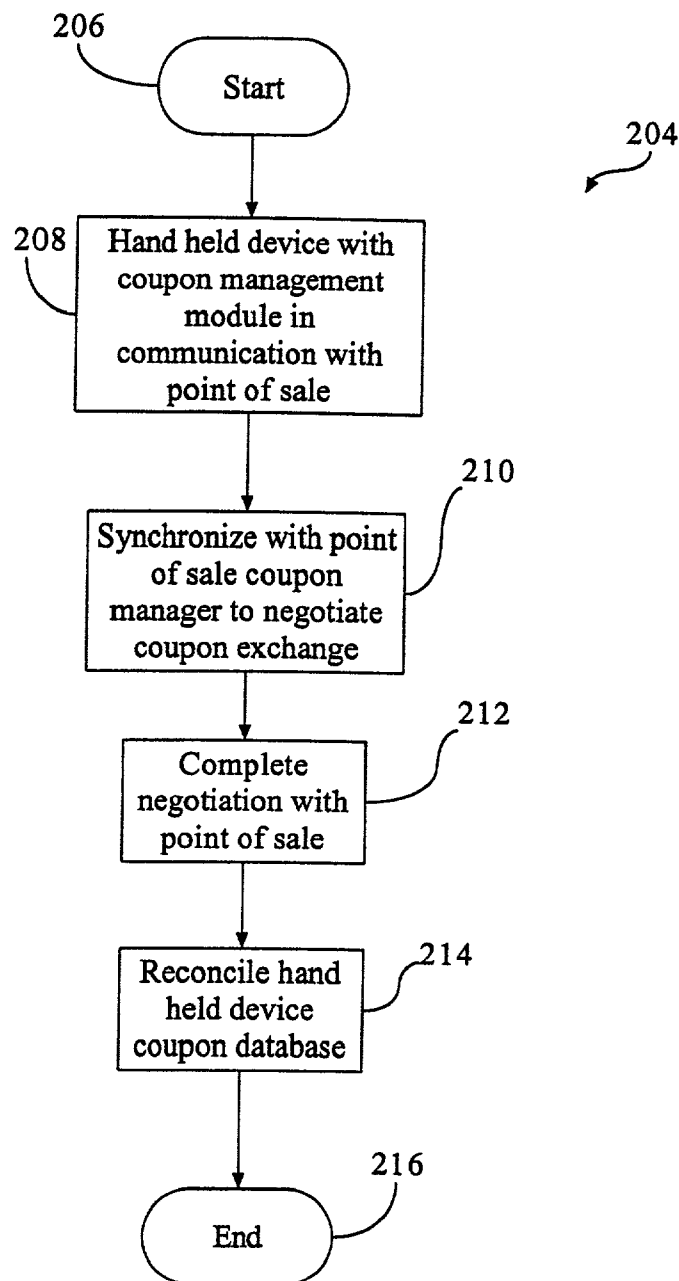 206
Start
204
208
Hand held device with
coupon management
module in
communication with
point of sale
210
Synchronize with point
of sale coupon
manager to negotiate
coupon exchange
212
Complete
negotiation with
point of sale
214
Reconcile hand
held device
coupon database
216
End